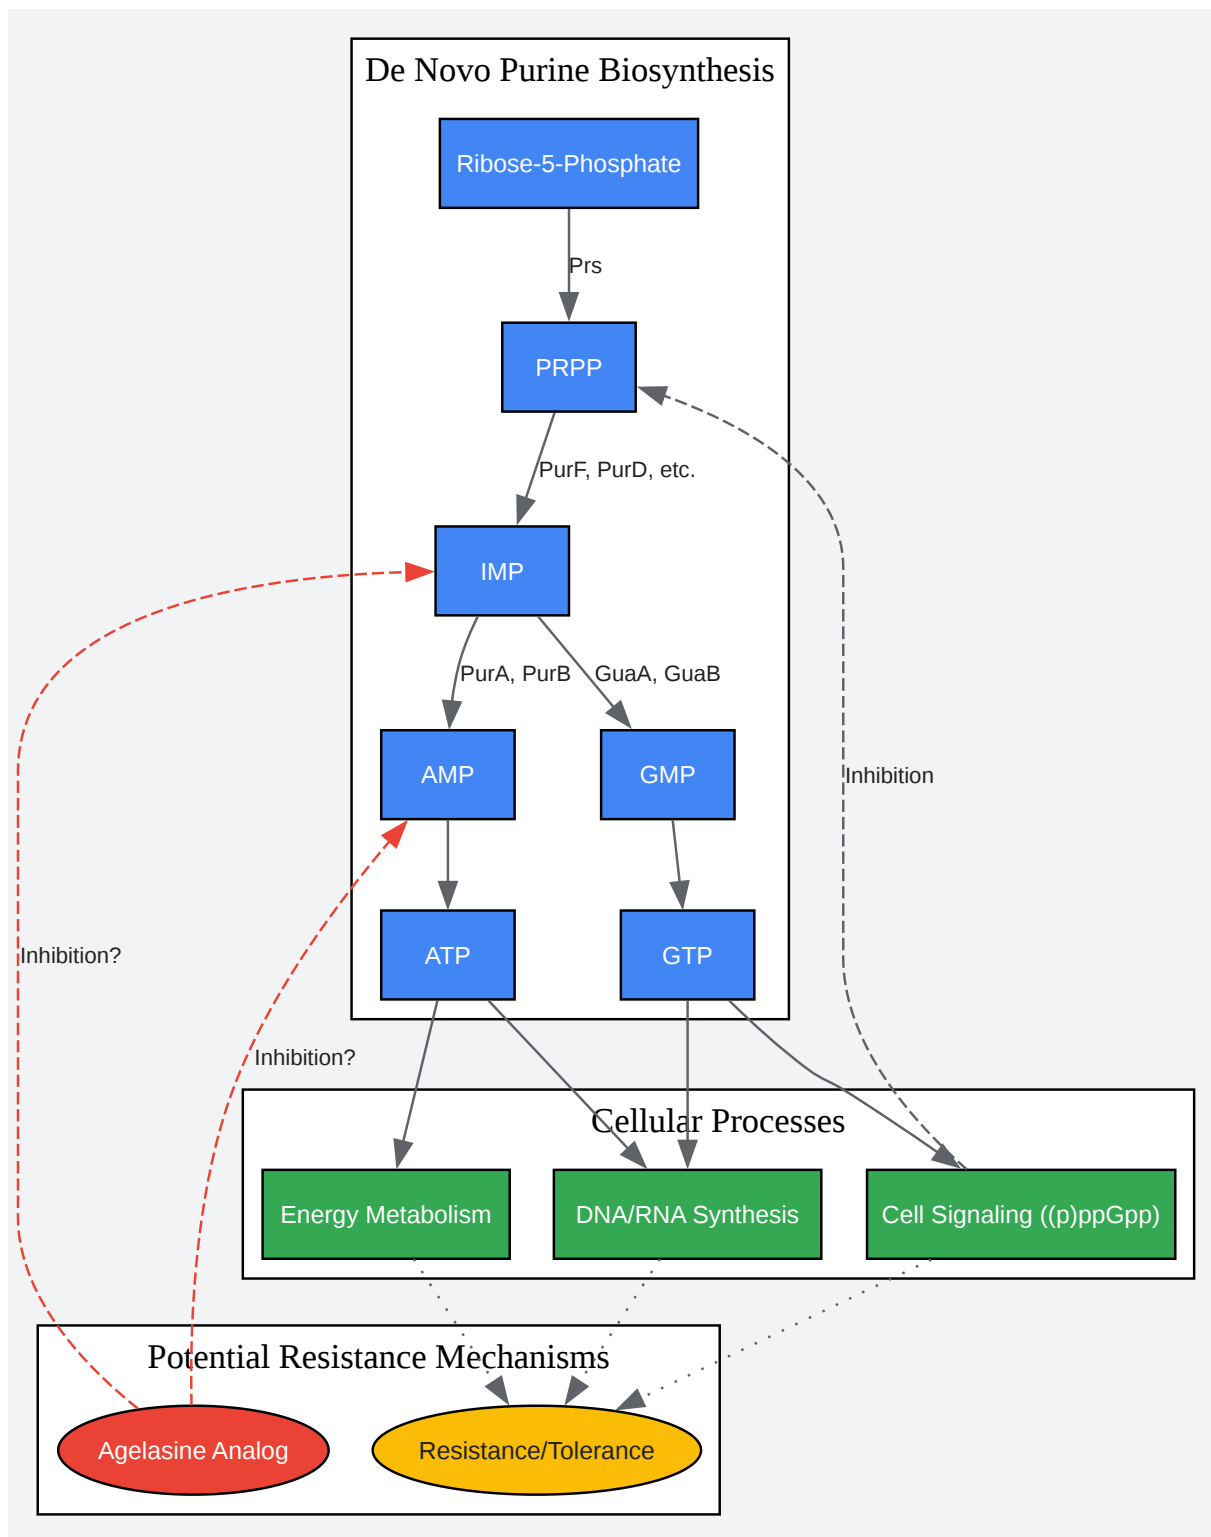 De Novo Purine Biosynthesis
Ribose-5-Phosphate
Prs
PRPP
PurF, PurD, etc.
IMP
PurA, PurB
GuaA, GuaB
AMP
GMP
Inhibition
ATP
GTP
Inhibition?
Inhibition?
Cellular Processes
Energy Metabolism
DNA/RNA Synthesis
Cell Signaling ((p)ppGpp)
Potential Resistance Mechanisms
Agelasine Analog
Resistance/Tolerance